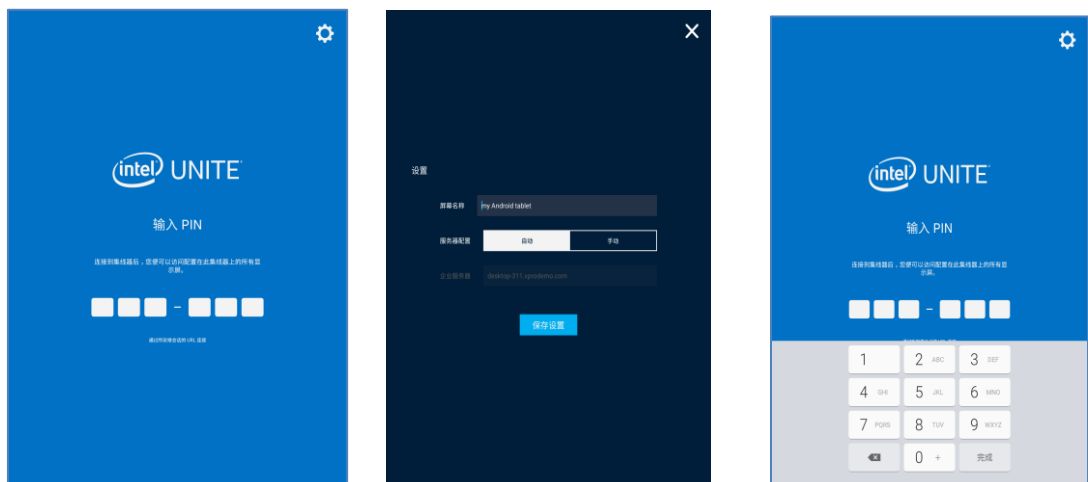 intel UNITE
输入 PIN
连接到集线器后，您便可以访问配置在此集线器上的所有显
示屏。
设置
屏幕名称 my Android tablet
服务器配置 自动 手动
企业服务器 desktop-311.vprodemo.com
保存设置
intel UNITE
输入 PIN
连接到集线器后，您便可以访问配置在此集线器上的所有显
示屏。
1 2 ABC 3 DEF
4 GHI 5 JKL 6 MNO
7 PQRS 8 TUV 9 WXYZ
0 + 完成